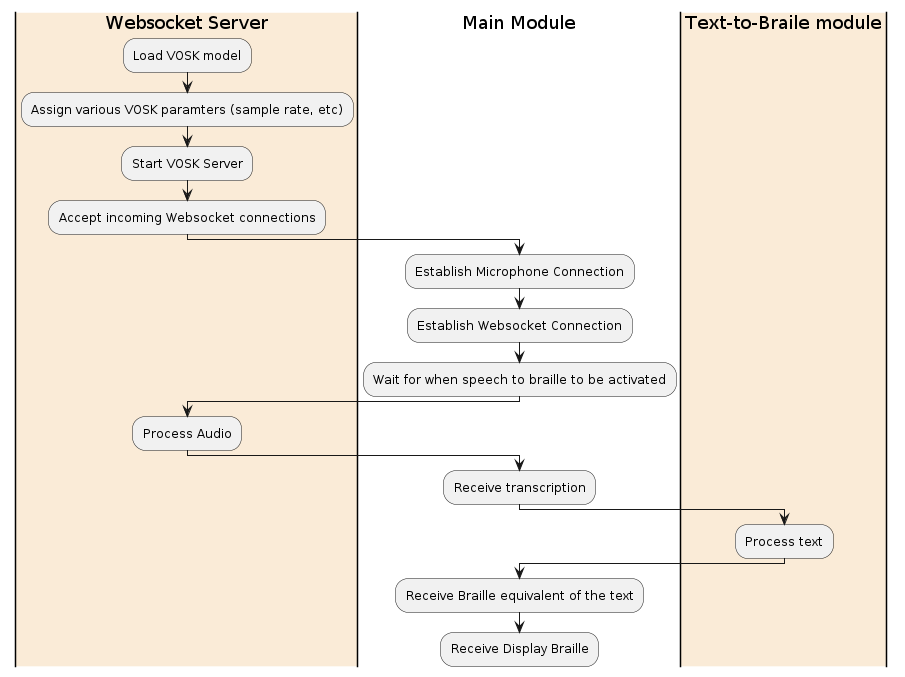 Websocket Server
Main Module
Text-to-Braile module
Load VOSK model
Assign various VOSK paramters (sample rate, etc)
Start VOSK Server
Accept incoming Websocket connections
Establish Microphone Connection
Establish Websocket Connection
Wait for when speech to braille to be activated
Process Audio
Receive transcription
Process text
Receive Braille equivalent of the text
Receive Display Braille